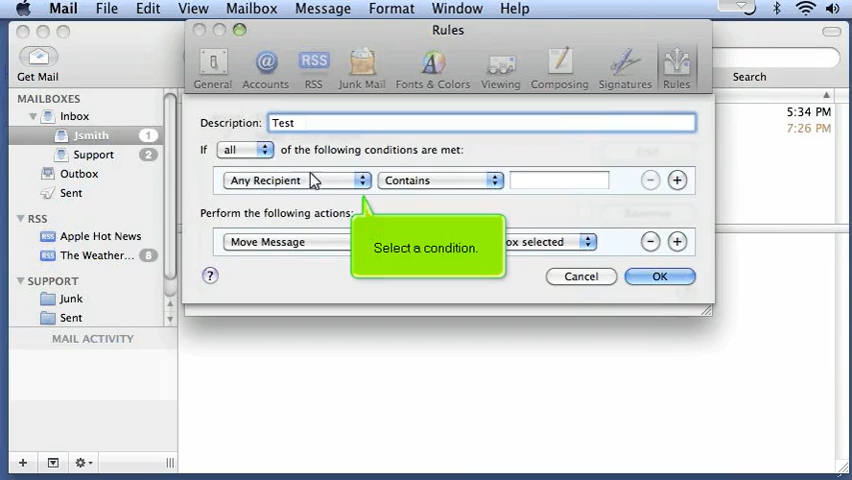 Mail File Edit View Mailbox Message Format Window Help
Rules
Get Mail
General Accounts RSS Junk Mail Fonts & Colors Viewing Composing Signatures Rules
Search
MAILBOXES
Inbox
Jsmith 1
Support 2
Outbox
Sent
RSS
Apple Hot News
The Weather... 8
SUPPORT
Junk
Sent
MAIL ACTIVITY
5:34 PM
7:26 PM
Description: Test
If all of the following conditions are met:
Any Recipient Contains
Perform the following actions:
Move Message ox selected
Select a condition.
? Cancel OK